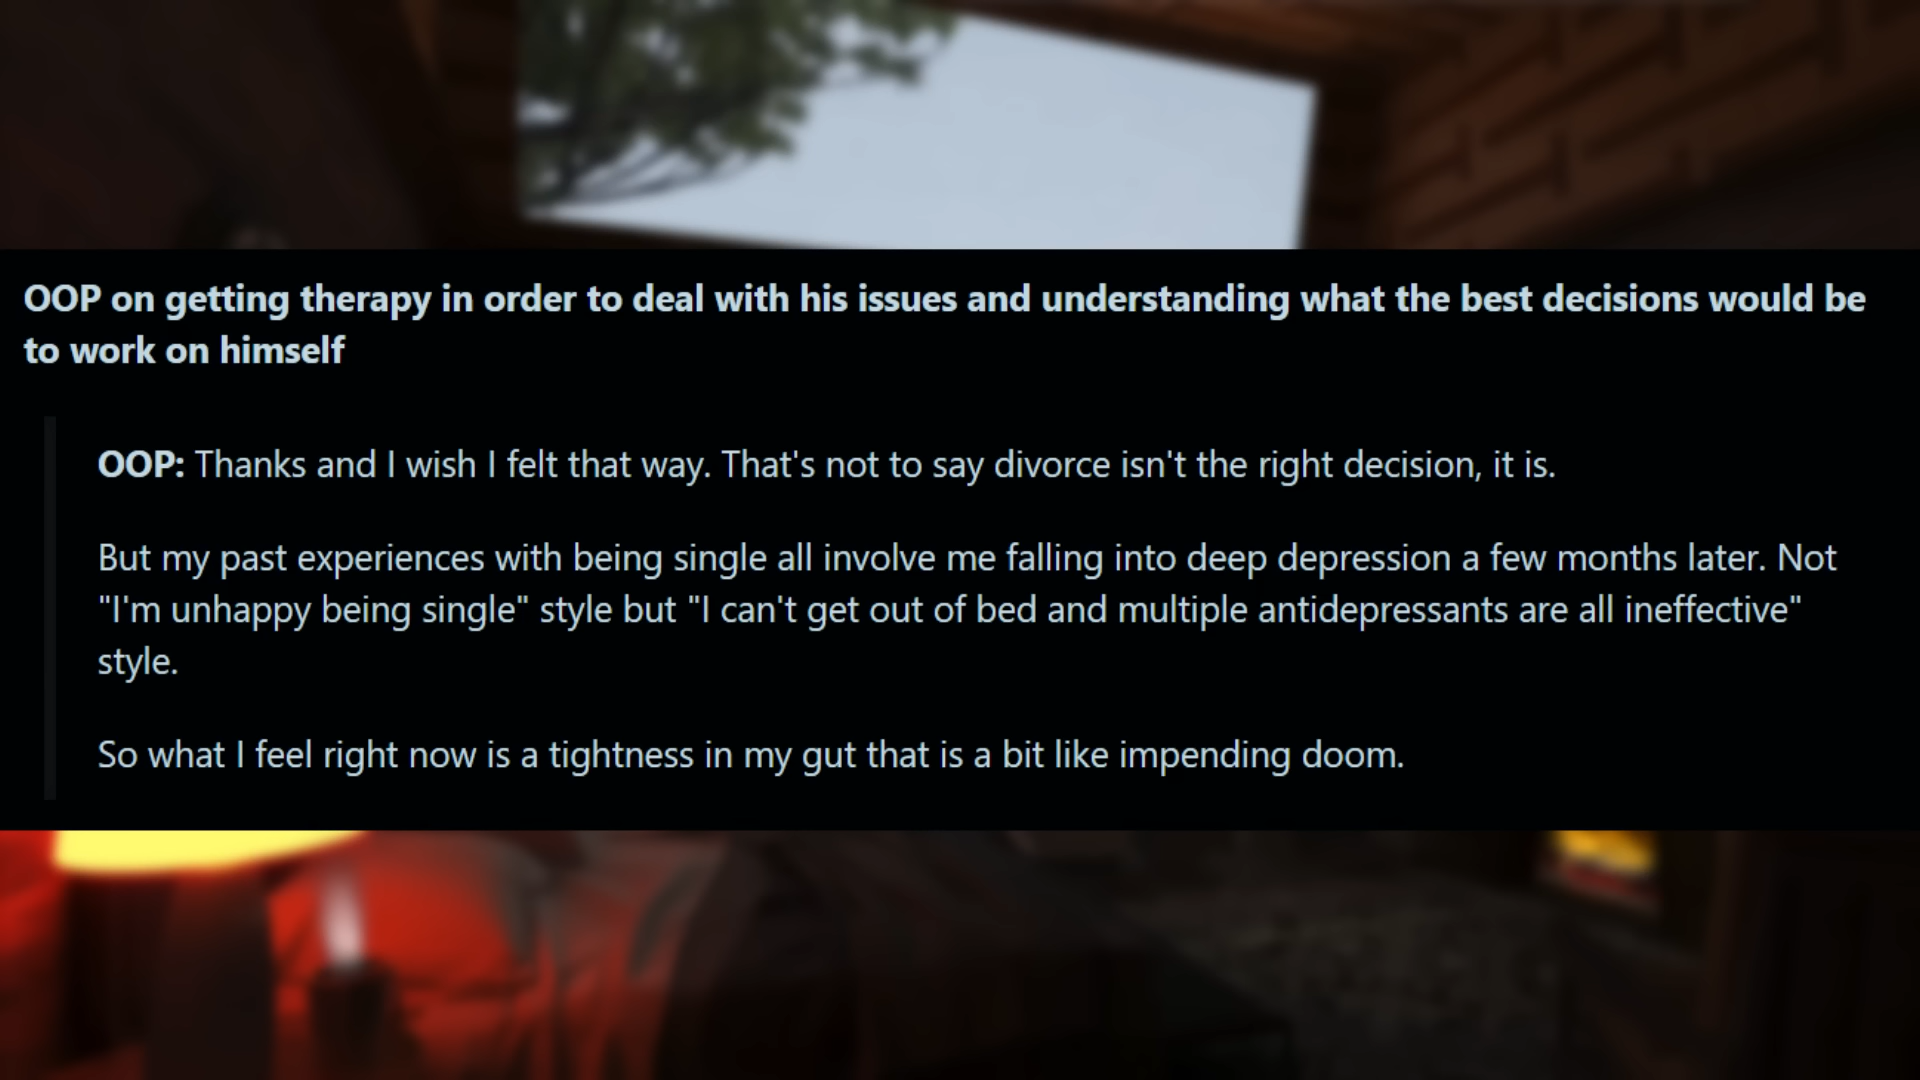 OOP on getting therapy in order to deal with his issues and understanding what the best decisions would be
to work on himself
OOP: Thanks and I wish I felt that way. That's not to say divorce isn't the right decision, it is.
But my past experiences with being single all involve me falling into deep depression a few months later. Not
"I'm unhappy being single" style but "I can't get out of bed and multiple antidepressants are all ineffective"
style.
So what I feel right now is a tightness in my gut that is a bit like impending doom.